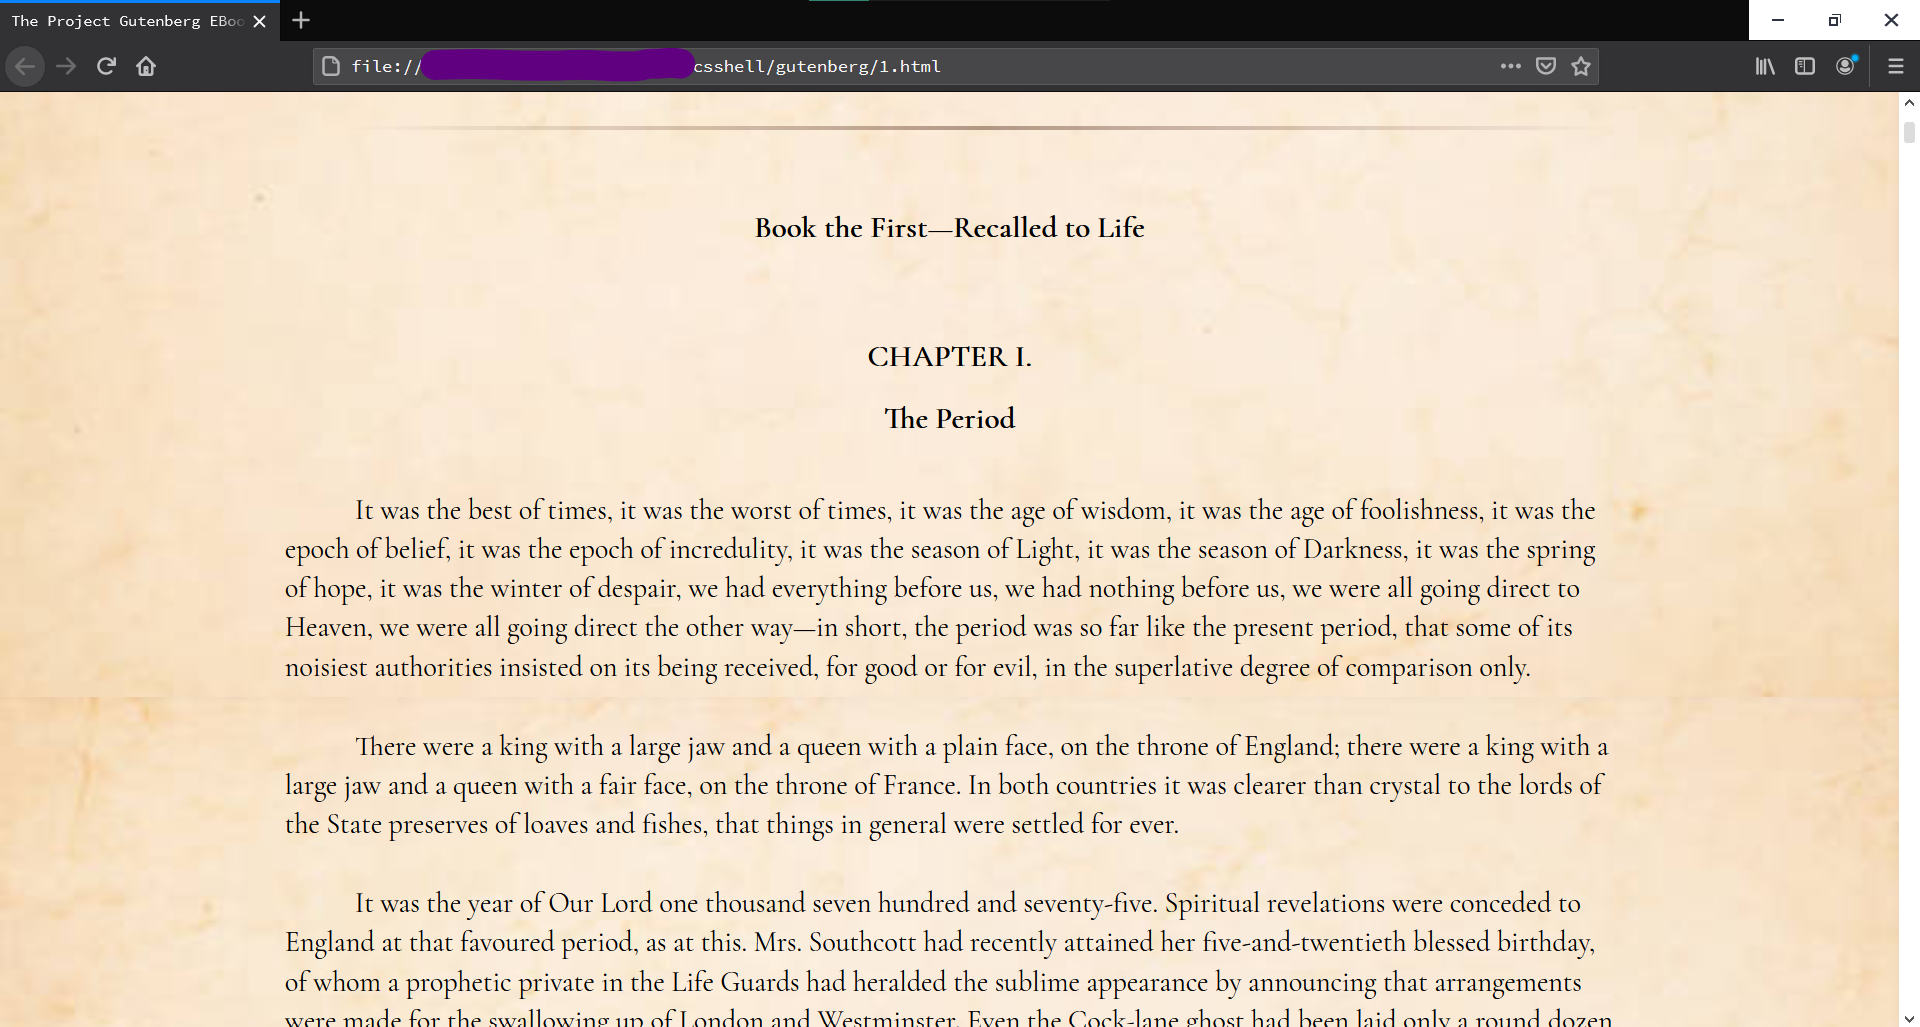 The Project Gutenberg EBoo
file:// csshell/gutenberg/1.html
Book the First—Recalled to Life
CHAPTER I.
The Period
It was the best of times, it was the worst of times, it was the age of wisdom, it was the age of foolishness, it was the
epoch of belief, it was the epoch of incredulity, it was the season of Light, it was the season of Darkness, it was the spring
of hope, it was the winter of despair, we had everything before us, we had nothing before us, we were all going direct to
Heaven, we were all going direct the other way—in short, the period was so far like the present period, that some of its
noisiest authorities insisted on its being received, for good or for evil, in the superlative degree of comparison only.
There were a king with a large jaw and a queen with a plain face, on the throne of England; there were a king with a
large jaw and a queen with a fair face, on the throne of France. In both countries it was clearer than crystal to the lords of
the State preserves of loaves and fishes, that things in general were settled for ever.
It was the year of Our Lord one thousand seven hundred and seventy-five. Spiritual revelations were conceded to
England at that favoured period, as at this. Mrs. Southcott had recently attained her five-and-twentieth blessed birthday,
of whom a prophetic private in the Life Guards had heralded the sublime appearance by announcing that arrangements
were made for the swallowing up of London and Westminster. Even the Cock-lane ghost had been laid only a round dozen